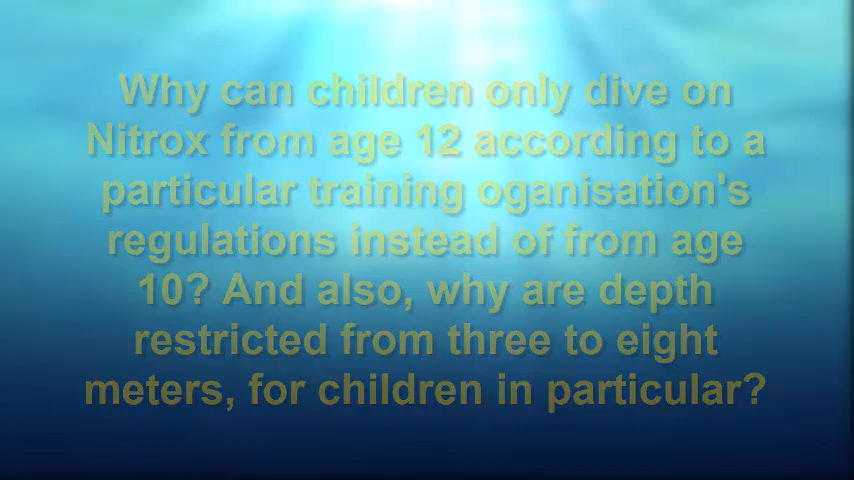 Why can children only dive on
Nitrox from age 12 according to a
particular training oganisation's
regulations instead of from age
10? And also, why are depth
restricted from three to eight
meters, for children in particular?